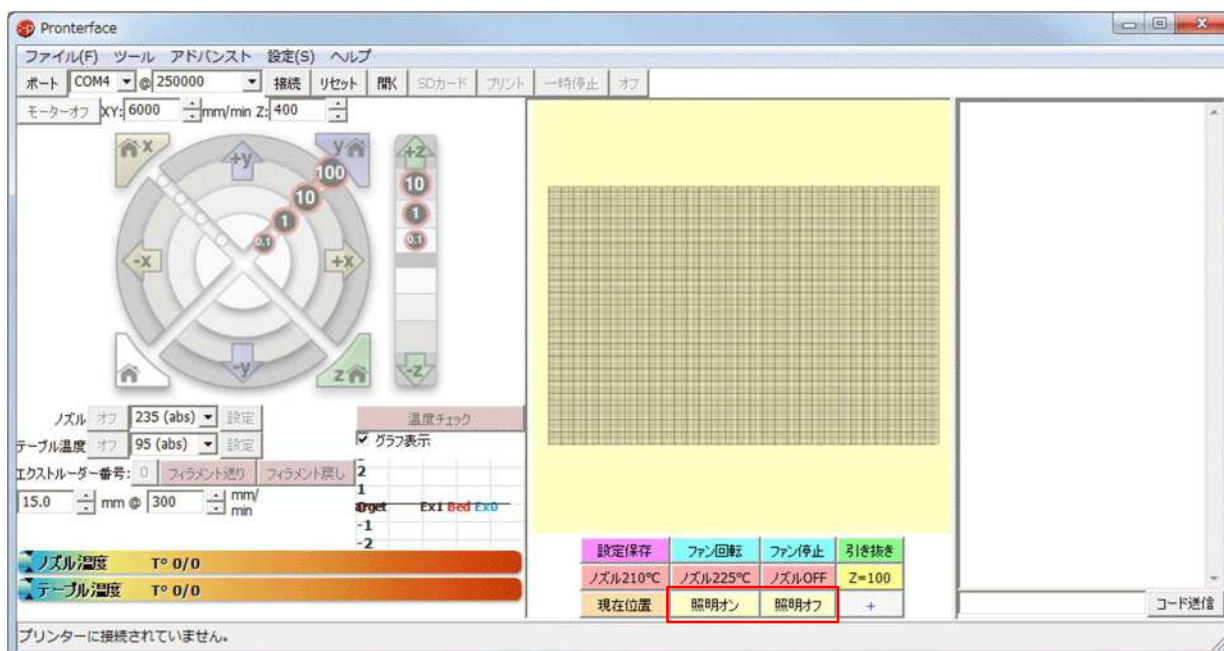 Pronterface
ファイル(F) ツール アドバンスト 設定(S) ヘルプ
ポート COM4 @ 250000 接続 リセット 開く SDカード プリント 一時停止 オフ
モーターオフ XY: 6000 mm/min Z: 400
x +y y +z
100 10
10 1
1 0.1
0.1
-x +x
-y z -z
ノズル オフ 235 (abs) 設定 温度チェック
テーブル温度 オフ 95 (abs) 設定 グラフ表示
エクストルーダー番号: 0 フィラメント送り フィラメント戻し
15.0 mm @ 300 mm/min
2
1
Ex1 Bed Ex0
-1
-2
ノズル温度 T° 0/0
テーブル温度 T° 0/0
設定保存 ファン回転 ファン停止 引き抜き
ノズル210℃ ノズル225℃ ノズルOFF Z=100
現在位置 照明オン 照明オフ +
コード送信
プリンターに接続されていません。